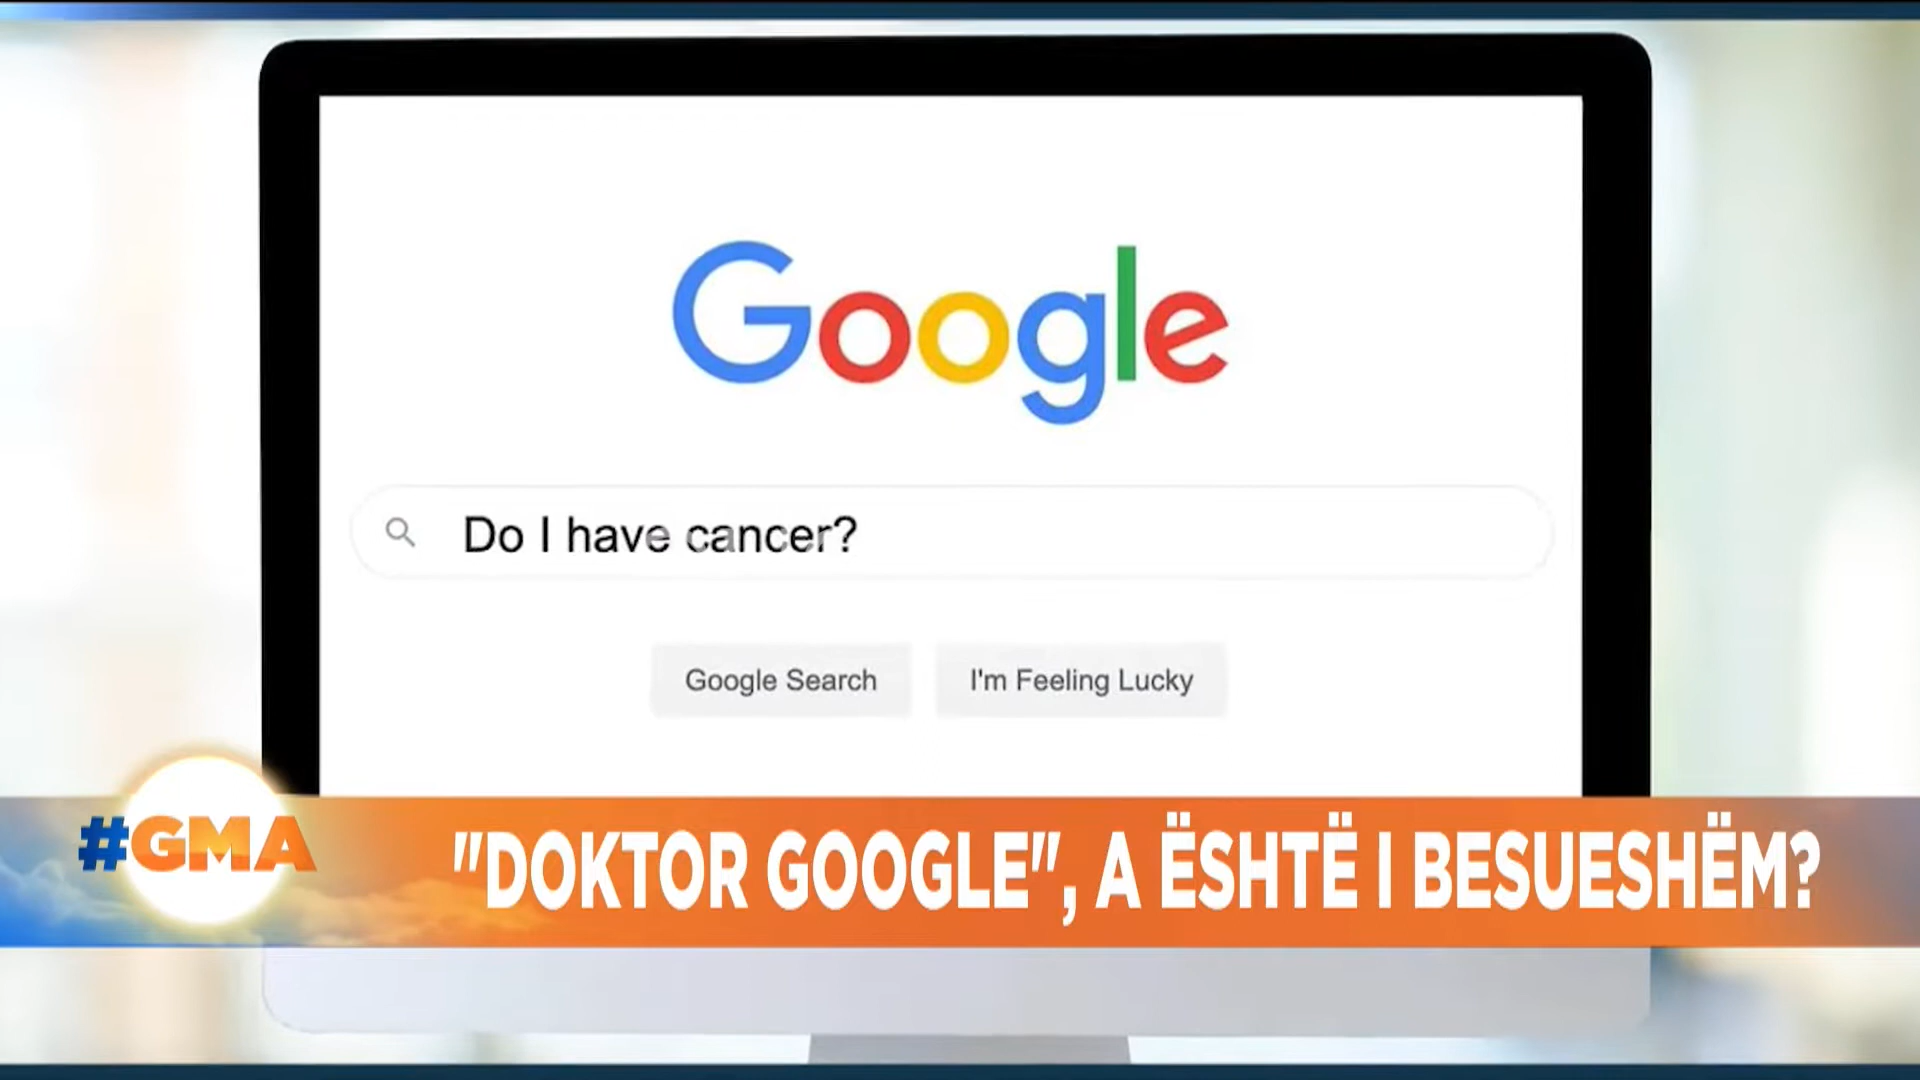 Google
Do I have cancer?
Google Search
I'm Feeling Lucky
#GMA
"DOKTOR GOOGLE", A ËSHTË I BESUESHËM?